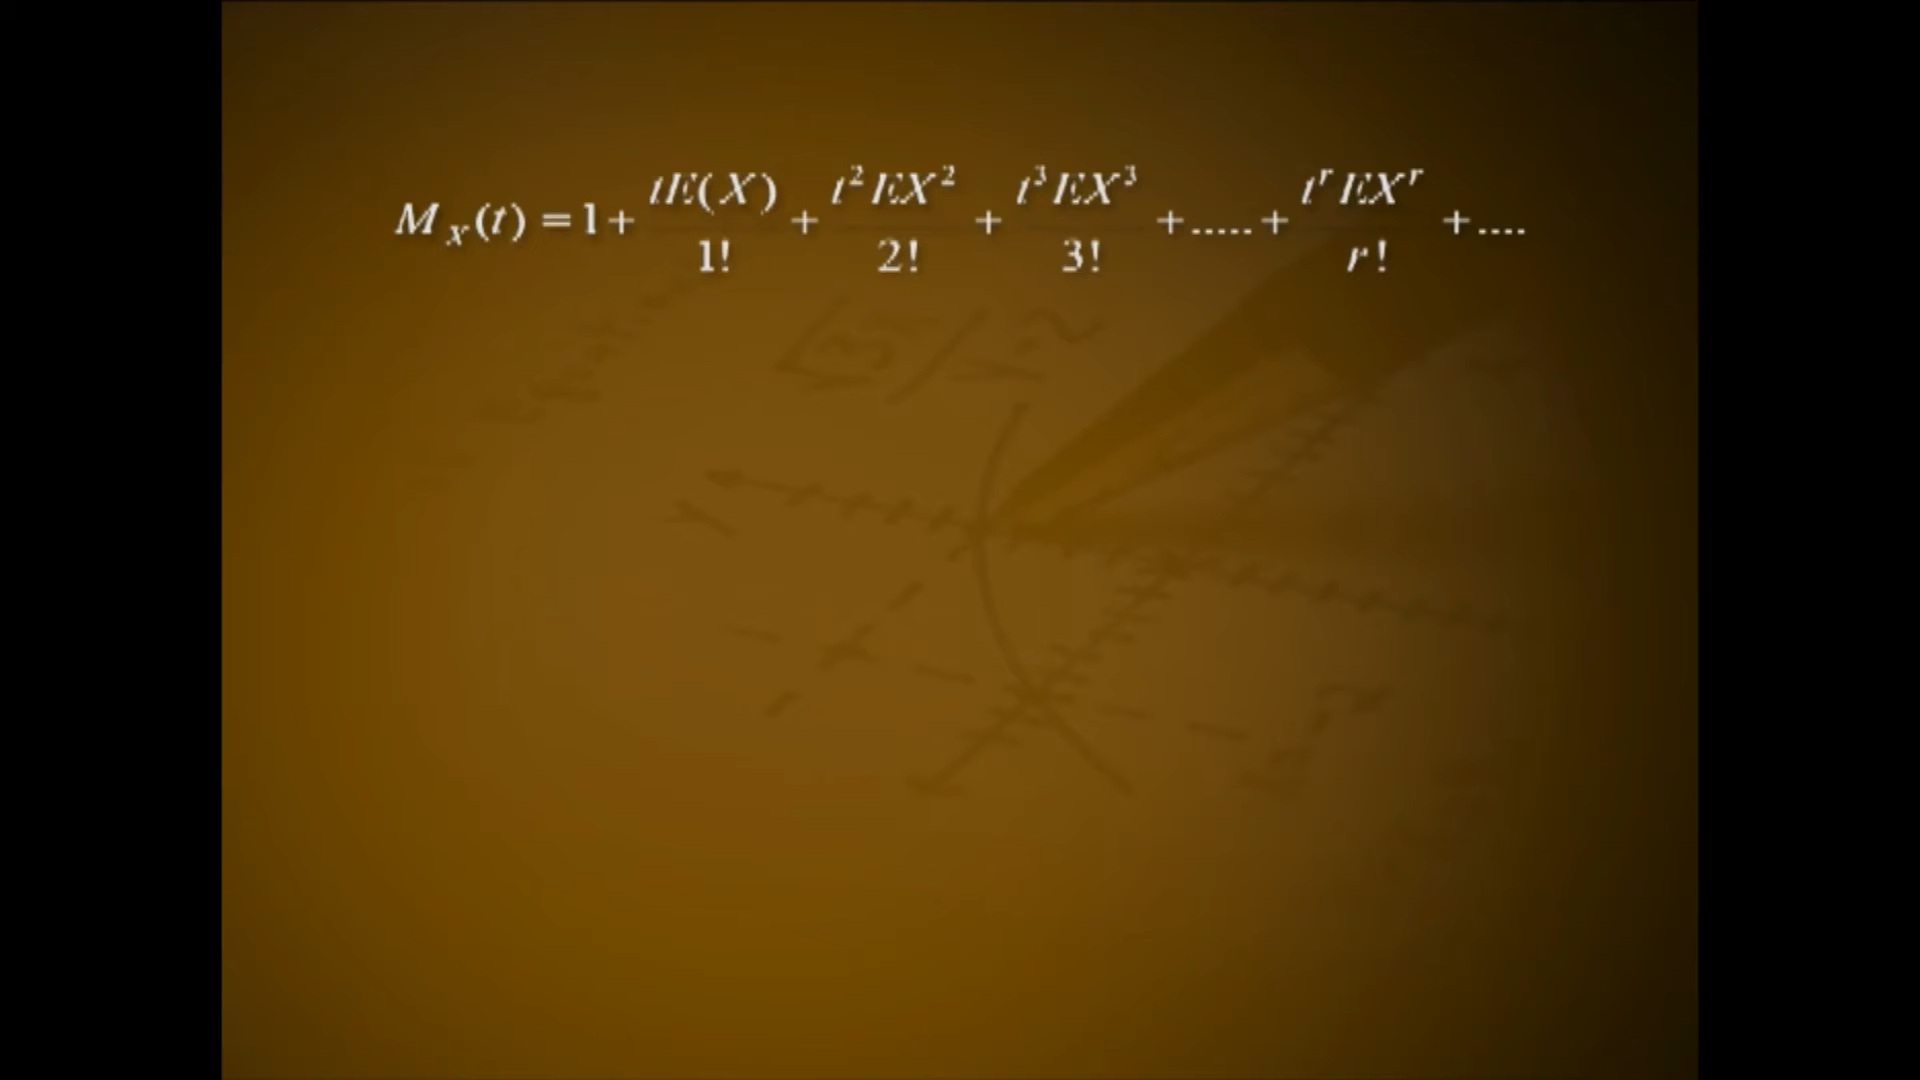 M_X(t) = 1 + tE(X)/1! + t²EX²/2! + t³EX³/3! + ..... + t^r EX^r/r! + ....